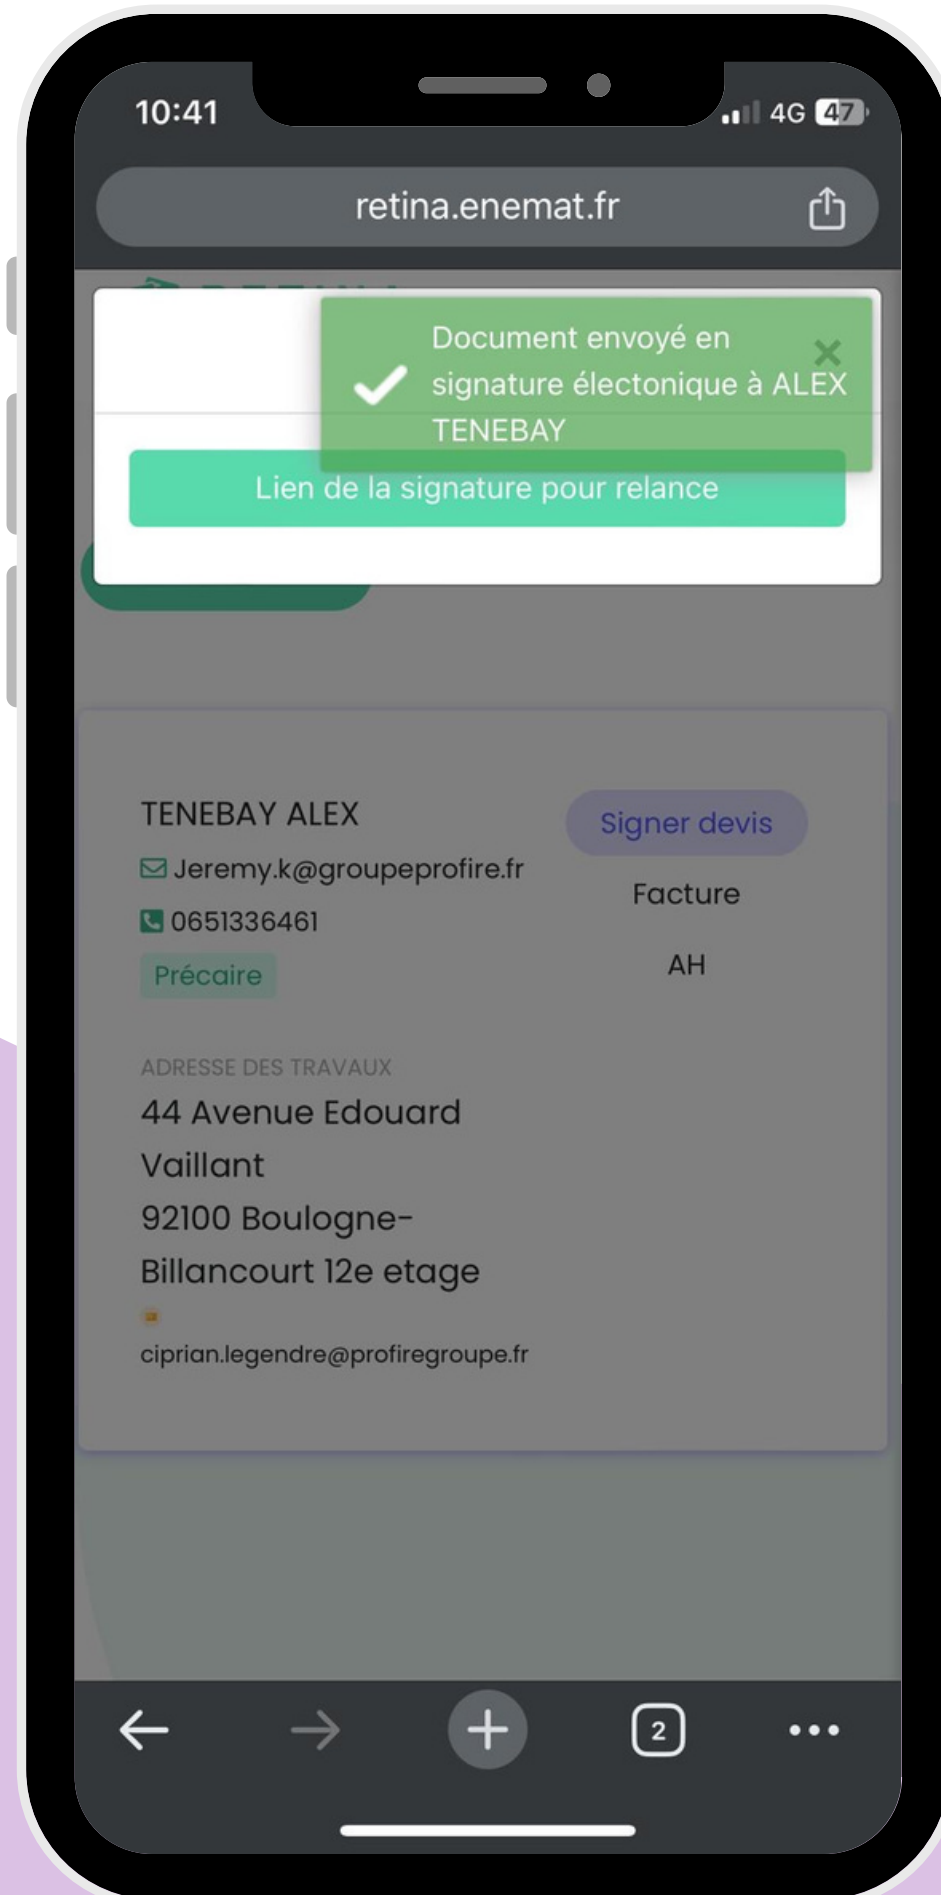 10:41
4G 47
retina.enemat.fr
Document envoyé en
signature électonique à ALEX
TENEBAY
Lien de la signature pour relance
TENEBAY ALEX
Signer devis
Jeremy.k@groupeprofire.fr
Facture
0651336461
AH
Précaire
ADRESSE DES TRAVAUX
44 Avenue Edouard
Vaillant
92100 Boulogne-
Billancourt 12e etage
ciprian.legendre@profiregroupe.fr
2